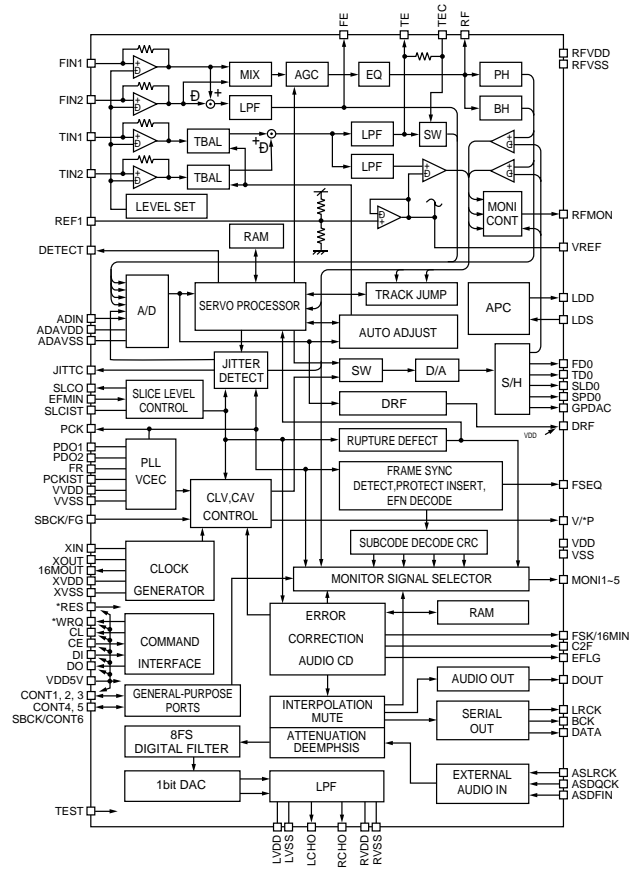 FE
TE
TEC
RF
FIN1
FIN2
TIN1
TIN2
REF1
DETECT
ADIN
ADAVDD
ADAVSS
JITTC
SLCO
EFMIN
SLCIST
PCK
PDO1
PDO2
FR
PCKIST
VVDD
VVSS
SBCK/FG
XIN
XOUT
16MOUT
XVDD
XVSS
*RES
*WRQ
CL
CE
DI
DO
VDD5V
CONT1, 2, 3
CONT4, 5
SBCK/CONT6
TEST
MIX
AGC
EQ
PH
BH
Đ
+
LPF
TBAL
+
Đ
LPF
SW
TBAL
LPF
LEVEL SET
+
Đ
+
Đ
+
Đ
+
Đ
Đ
+
+
Đ
+
Đ
+
Đ
MONI
CONT
RAM
A/D
SERVO PROCESSOR
TRACK JUMP
AUTO ADJUST
APC
JITTER
DETECT
SW
D/A
S/H
SLICE LEVEL
CONTROL
DRF
VDD
RUPTURE DEFECT
PLL
VCEC
FRAME SYNC
DETECT,PROTECT INSERT,
EFN DECODE
CLV,CAV
CONTROL
SUBCODE DECODE CRC
CLOCK
GENERATOR
MONITOR SIGNAL SELECTOR
ERROR
CORRECTION
AUDIO CD
RAM
COMMAND
INTERFACE
GENERAL-PURPOSE
PORTS
INTERPOLATION
MUTE
AUDIO OUT
SERIAL
OUT
8FS
DIGITAL FILTER
ATTENUATION
DEEMPHSIS
1bit DAC
LPF
EXTERNAL
AUDIO IN
RFVDD
RFVSS
RFMON
VREF
LDD
LDS
FD0
TD0
SLD0
SPD0
GPDAC
DRF
FSEQ
V/*P
VDD
VSS
MONI1~5
FSK/16MIN
C2F
EFLG
DOUT
LRCK
BCK
DATA
ASLRCK
ASDQCK
ASDFIN
LVDD
LVSS
LCHO
RCHO
RVDD
RVSS